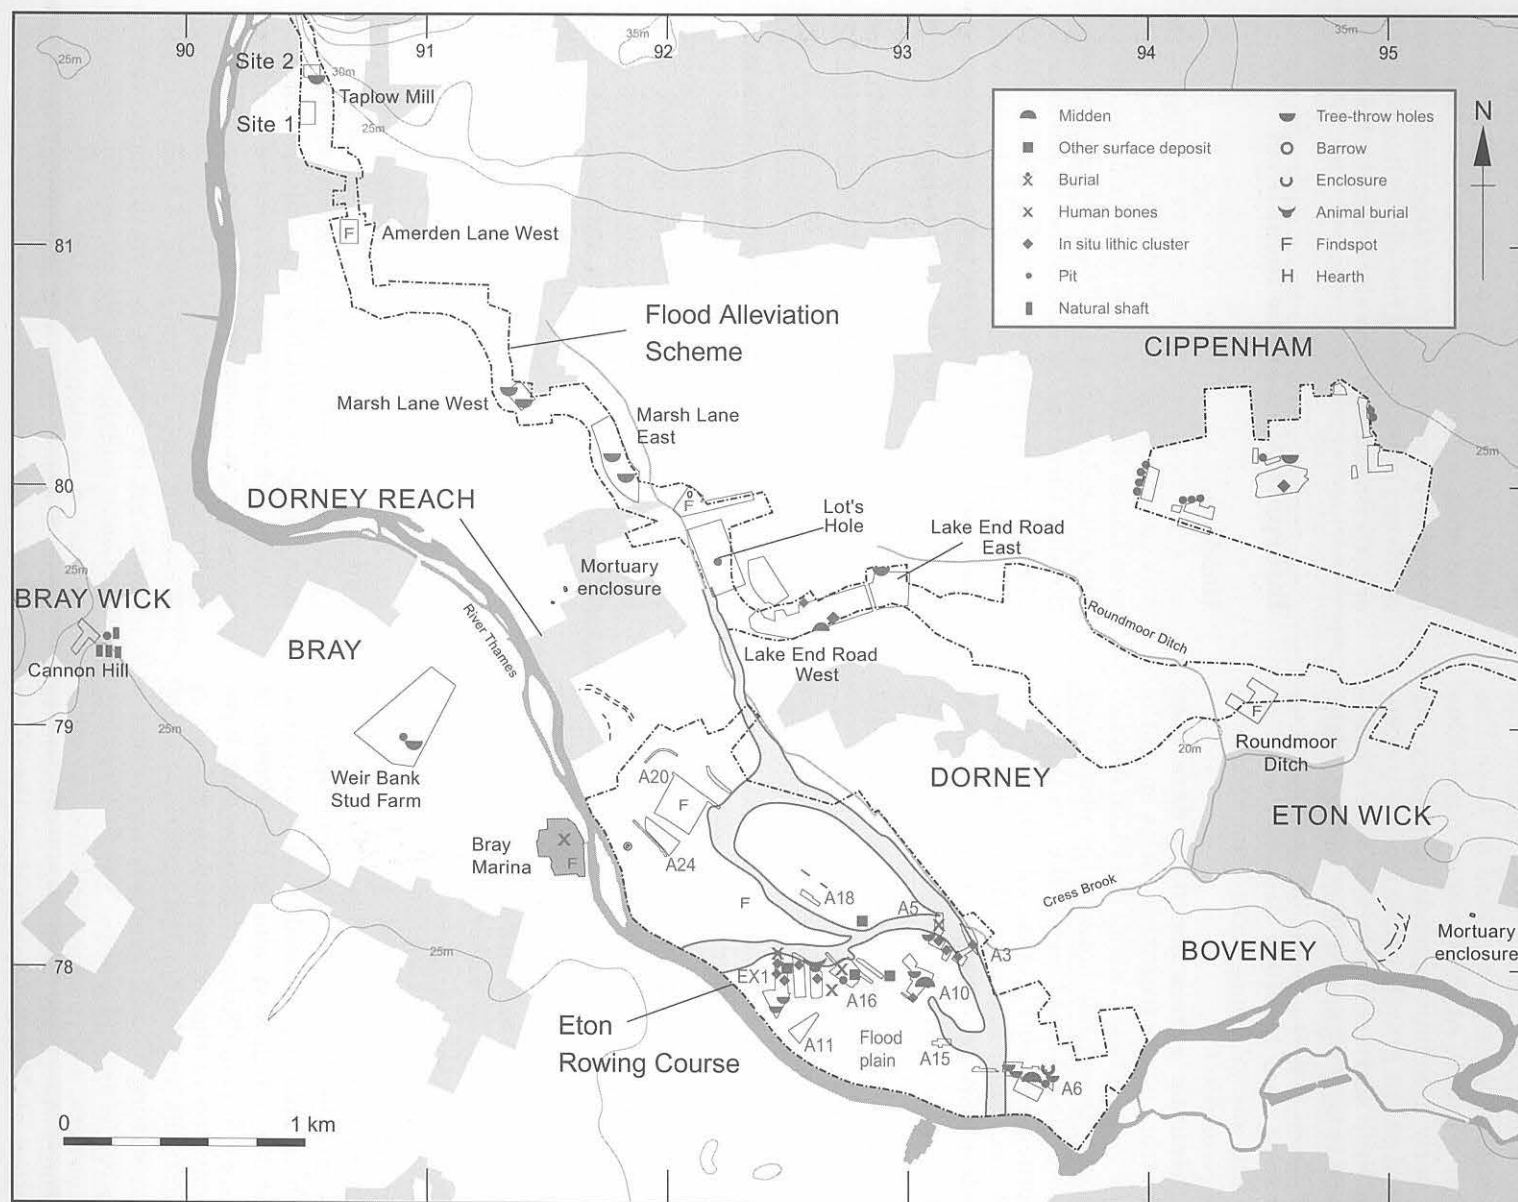 90
91
92
93
94
95
25m
35m
35m
Site 2
30m
Taplow Mill
Site 1
25m
N
Midden
Other surface deposit
Burial
Human bones
In situ lithic cluster
Pit
Natural shaft
Tree-throw holes
Barrow
Enclosure
Animal burial
F
Findspot
H
Hearth
81
F
Amerden Lane West
Flood Alleviation
Scheme
CIPPENHAM
Marsh Lane West
Marsh Lane
East
25m
80
DORNEY REACH
F
Lot's
Hole
Lake End Road
East
Mortuary
enclosure
25m
BRAY WICK
River Thames
Roundmoor Ditch
BRAY
Lake End Road
West
Cannon Hill
79
25m
F
20m
Roundmoor
Ditch
Weir Bank
Stud Farm
A20
F
DORNEY
ETON WICK
Bray
Marina
F
A24
A18
F
A5
Cress Brook
25m
Mortuary
enclosure
BOVENEY
A3
78
EX1
A16
A10
Eton
Rowing Course
A11
Flood
plain
A15
A6
0
1 km